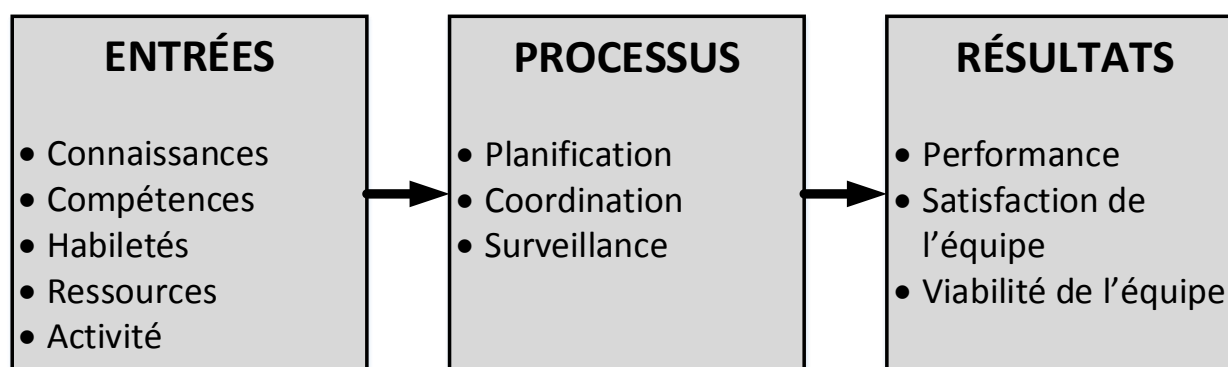 ENTRÉES
• Connaissances
• Compétences
• Habiletés
• Ressources
• Activité
PROCESSUS
• Planification
• Coordination
• Surveillance
RÉSULTATS
• Performance
• Satisfaction de
l’équipe
• Viabilité de l’équipe